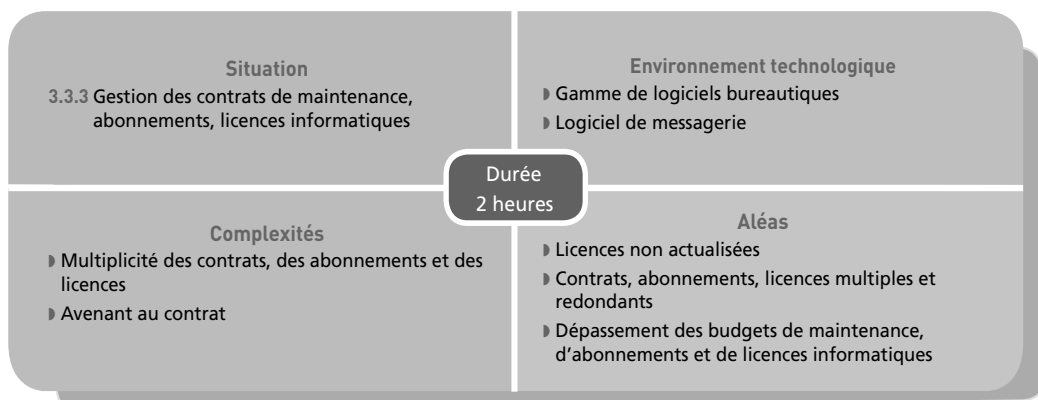 Situation
3.3.3 Gestion des contrats de maintenance,
abonnements, licences informatiques
Environnement technologique
◗ Gamme de logiciels bureautiques
◗ Logiciel de messagerie
Durée
2 heures
Complexités
◗ Multiplicité des contrats, des abonnements et des
licences
◗ Avenant au contrat
Aléas
◗ Licences non actualisées
◗ Contrats, abonnements, licences multiples et
redondants
◗ Dépassement des budgets de maintenance,
d'abonnements et de licences informatiques